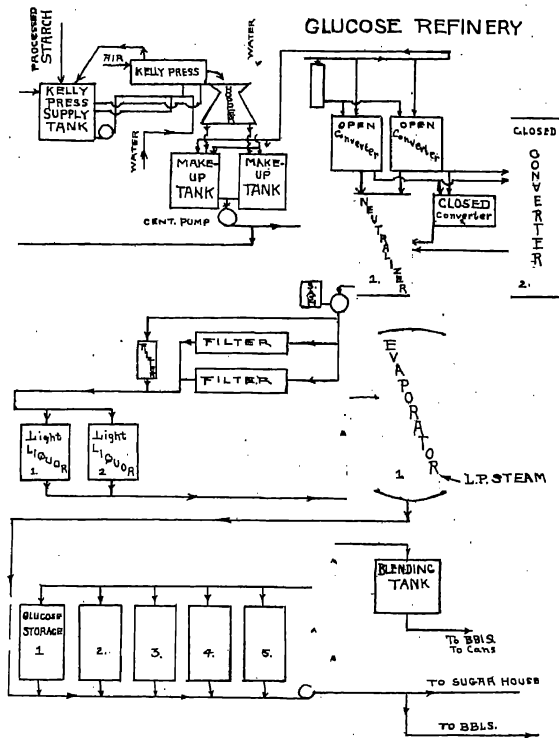 GLUCOSE REFINERY
PROCESSED
STARCH
AIR
KELLY PRESS
WATER
KELLY
PRESS
SUPPLY
TANK
WATER
MAKE-
UP
TANK
MAKE-
UP
TANK
CENT. PUMP
OPEN
Converter
OPEN
Converter
CLOSED
Converter
CLOSED
CONVERTER
2.
NEUTRALIZER
1.
FILTER
FILTER
Light
LIQUOR
1
Light
LIQUOR
2
EVAPORATOR
1
L.P. STEAM
BLENDING
TANK
To BBLS.
To Cans
GLUCOSE
STORAGE
1
2.
3.
4.
5.
TO SUGAR HOUSE
TO BBLS.